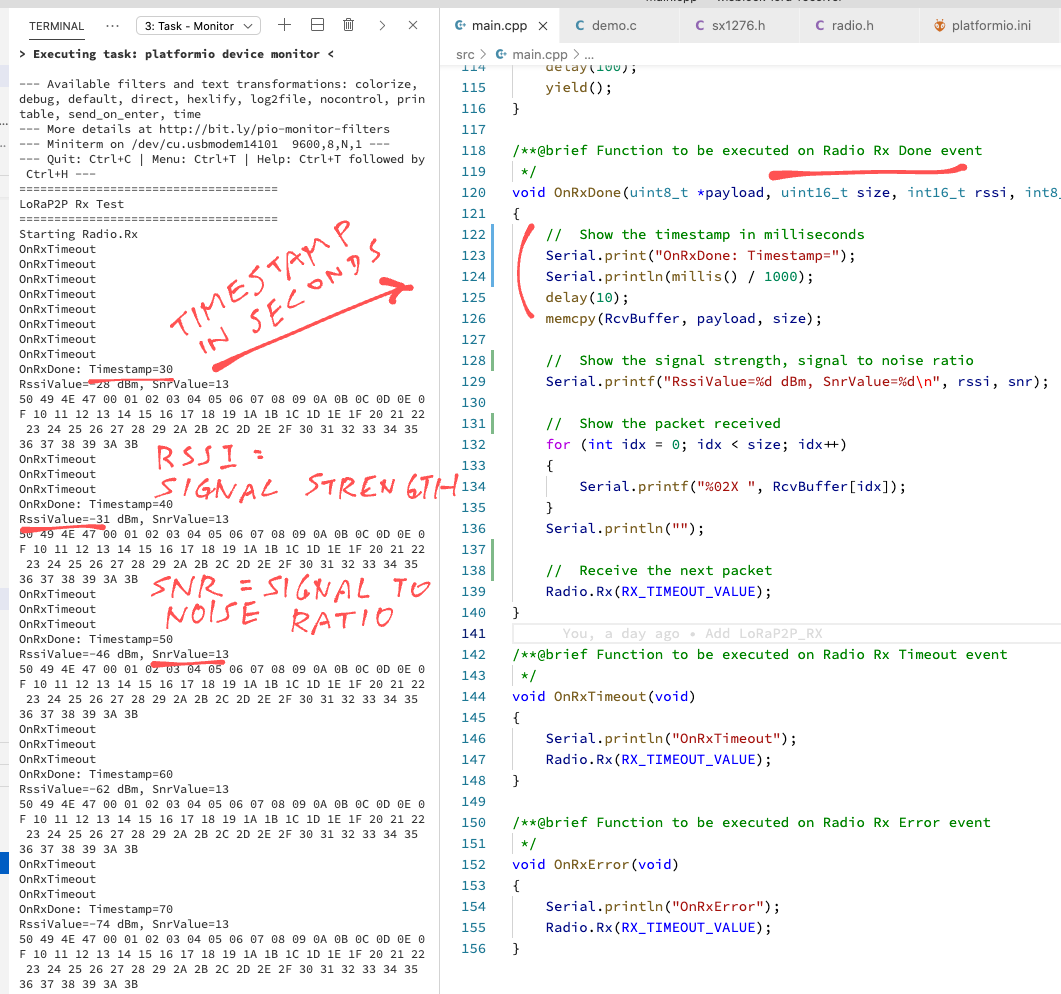 TERMINAL ··· 3: Task - Monitor
> Executing task: platformio device monitor <
--- Available filters and text transformations: colorize,
debug, default, direct, hexlify, log2file, nocontrol, prin
table, send_on_enter, time
--- More details at http://bit.ly/pio-monitor-filters
--- Miniterm on /dev/cu.usbmodem14101  9600,8,N,1 ---
--- Quit: Ctrl+C | Menu: Ctrl+T | Help: Ctrl+T followed by
 Ctrl+H ---
=====================================
LoRaP2P Rx Test
=====================================
Starting Radio.Rx
OnRxTimeout
OnRxTimeout
OnRxTimeout
OnRxTimeout
OnRxTimeout
OnRxTimeout
OnRxTimeout
OnRxTimeout
OnRxDone: Timestamp=30
RssiValue=-28 dBm, SnrValue=13
50 49 4E 47 00 01 02 03 04 05 06 07 08 09 0A 0B 0C 0D 0E 0
F 10 11 12 13 14 15 16 17 18 19 1A 1B 1C 1D 1E 1F 20 21 22
 23 24 25 26 27 28 29 2A 2B 2C 2D 2E 2F 30 31 32 33 34 35
36 37 38 39 3A 3B
OnRxTimeout
OnRxTimeout
OnRxTimeout
OnRxDone: Timestamp=40
RssiValue=-31 dBm, SnrValue=13
50 49 4E 47 00 01 02 03 04 05 06 07 08 09 0A 0B 0C 0D 0E 0
F 10 11 12 13 14 15 16 17 18 19 1A 1B 1C 1D 1E 1F 20 21 22
 23 24 25 26 27 28 29 2A 2B 2C 2D 2E 2F 30 31 32 33 34 35
36 37 38 39 3A 3B
OnRxTimeout
OnRxTimeout
OnRxTimeout
OnRxDone: Timestamp=50
RssiValue=-46 dBm, SnrValue=13
50 49 4E 47 00 01 02 03 04 05 06 07 08 09 0A 0B 0C 0D 0E 0
F 10 11 12 13 14 15 16 17 18 19 1A 1B 1C 1D 1E 1F 20 21 22
 23 24 25 26 27 28 29 2A 2B 2C 2D 2E 2F 30 31 32 33 34 35
36 37 38 39 3A 3B
OnRxTimeout
OnRxTimeout
OnRxTimeout
OnRxDone: Timestamp=60
RssiValue=-62 dBm, SnrValue=13
50 49 4E 47 00 01 02 03 04 05 06 07 08 09 0A 0B 0C 0D 0E 0
F 10 11 12 13 14 15 16 17 18 19 1A 1B 1C 1D 1E 1F 20 21 22
 23 24 25 26 27 28 29 2A 2B 2C 2D 2E 2F 30 31 32 33 34 35
36 37 38 39 3A 3B
OnRxTimeout
OnRxTimeout
OnRxTimeout
OnRxDone: Timestamp=70
RssiValue=-74 dBm, SnrValue=13
50 49 4E 47 00 01 02 03 04 05 06 07 08 09 0A 0B 0C 0D 0E 0
F 10 11 12 13 14 15 16 17 18 19 1A 1B 1C 1D 1E 1F 20 21 22
 23 24 25 26 27 28 29 2A 2B 2C 2D 2E 2F 30 31 32 33 34 35
36 37 38 39 3A 3B
TIMESTAMP
IN SECONDS
RSSI =
SIGNAL STRENGTH
SNR = SIGNAL TO
NOISE RATIO
main.cpp demo.c sx1276.h radio.h platformio.ini
src > main.cpp > ...
114     delay(100);
115     yield();
116 }
117
118 /**@brief Function to be executed on Radio Rx Done event
119  */
120 void OnRxDone(uint8_t *payload, uint16_t size, int16_t rssi, int8_
121 {
122     //  Show the timestamp in milliseconds
123     Serial.print("OnRxDone: Timestamp=");
124     Serial.println(millis() / 1000);
125     delay(10);
126     memcpy(RcvBuffer, payload, size);
127
128     //  Show the signal strength, signal to noise ratio
129     Serial.printf("RssiValue=%d dBm, SnrValue=%d\n", rssi, snr);
130
131     //  Show the packet received
132     for (int idx = 0; idx < size; idx++)
133     {
134         Serial.printf("%02X ", RcvBuffer[idx]);
135     }
136     Serial.println("");
137
138     //  Receive the next packet
139     Radio.Rx(RX_TIMEOUT_VALUE);
140 }
141     You, a day ago • Add LoRaP2P_RX
142 /**@brief Function to be executed on Radio Rx Timeout event
143  */
144 void OnRxTimeout(void)
145 {
146     Serial.println("OnRxTimeout");
147     Radio.Rx(RX_TIMEOUT_VALUE);
148 }
149
150 /**@brief Function to be executed on Radio Rx Error event
151  */
152 void OnRxError(void)
153 {
154     Serial.println("OnRxError");
155     Radio.Rx(RX_TIMEOUT_VALUE);
156 }